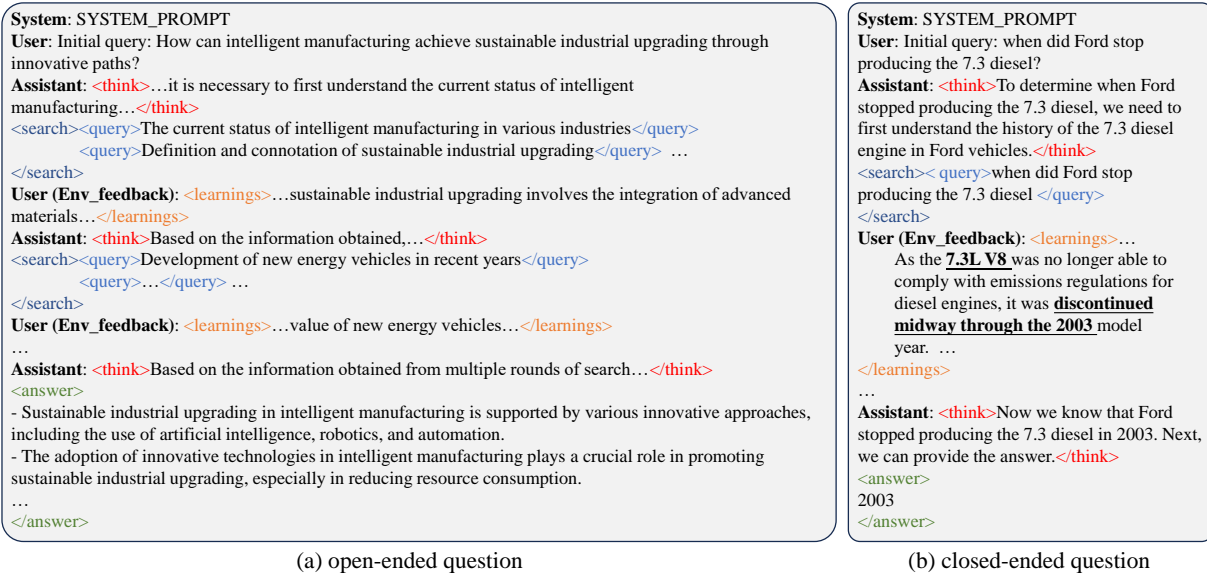 System: SYSTEM_PROMPT
User: Initial query: How can intelligent manufacturing achieve sustainable industrial upgrading through
innovative paths?
Assistant: <think>…it is necessary to first understand the current status of intelligent
manufacturing…</think>
<search><query>The current status of intelligent manufacturing in various industries</query>
<query>Definition and connotation of sustainable industrial upgrading</query> …
</search>
User (Env_feedback): <learnings>…sustainable industrial upgrading involves the integration of advanced
materials…</learnings>
Assistant: <think>Based on the information obtained,…</think>
<search><query>Development of new energy vehicles in recent years</query>
<query>…</query> …
</search>
User (Env_feedback): <learnings>…value of new energy vehicles…</learnings>
…
Assistant: <think>Based on the information obtained from multiple rounds of search…</think>
<answer>
- Sustainable industrial upgrading in intelligent manufacturing is supported by various innovative approaches,
including the use of artificial intelligence, robotics, and automation.
- The adoption of innovative technologies in intelligent manufacturing plays a crucial role in promoting
sustainable industrial upgrading, especially in reducing resource consumption.
…
</answer>
(a) open-ended question
System: SYSTEM_PROMPT
User: Initial query: when did Ford stop
producing the 7.3 diesel?
Assistant: <think>To determine when Ford
stopped producing the 7.3 diesel, we need to
first understand the history of the 7.3 diesel
engine in Ford vehicles.</think>
<search>< query>when did Ford stop
producing the 7.3 diesel </query>
</search>
User (Env_feedback): <learnings>…
As the 7.3L V8 was no longer able to
comply with emissions regulations for
diesel engines, it was discontinued
midway through the 2003 model
year. …
</learnings>
…
Assistant: <think>Now we know that Ford
stopped producing the 7.3 diesel in 2003. Next,
we can provide the answer.</think>
<answer>
2003
</answer>
(b) closed-ended question